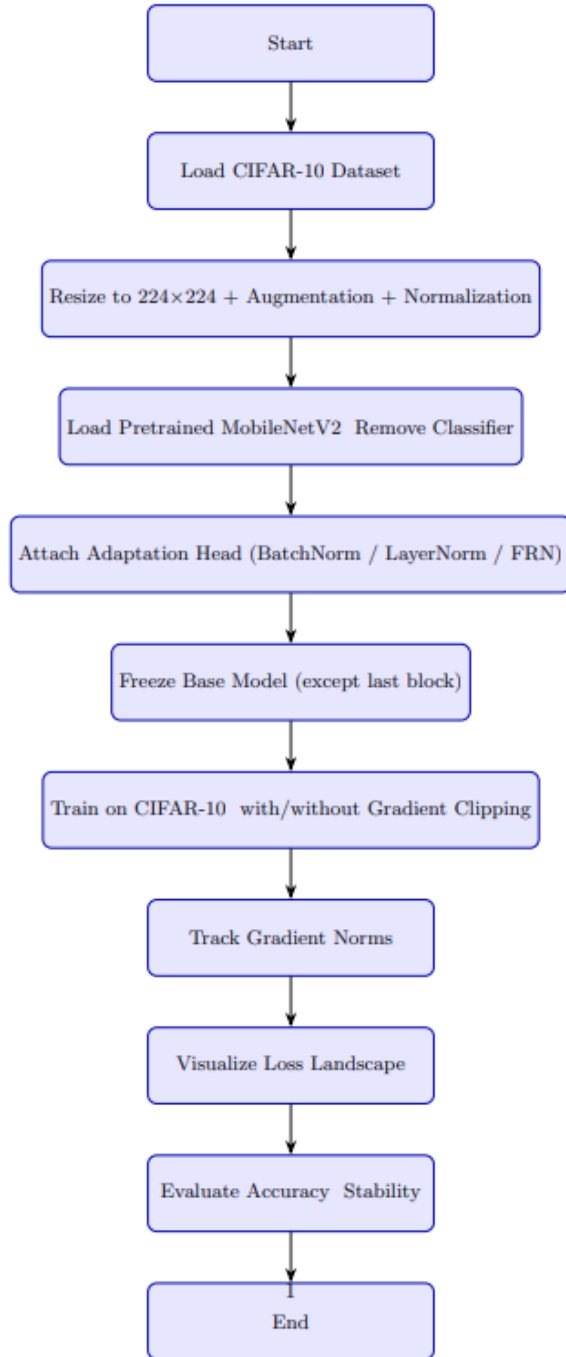 Start
Load CIFAR-10 Dataset
Resize to 224×224 + Augmentation + Normalization
Load Pretrained MobileNetV2 Remove Classifier
Attach Adaptation Head (BatchNorm / LayerNorm / FRN)
Freeze Base Model (except last block)
Train on CIFAR-10 with/without Gradient Clipping
Track Gradient Norms
Visualize Loss Landscape
Evaluate Accuracy Stability
1
End